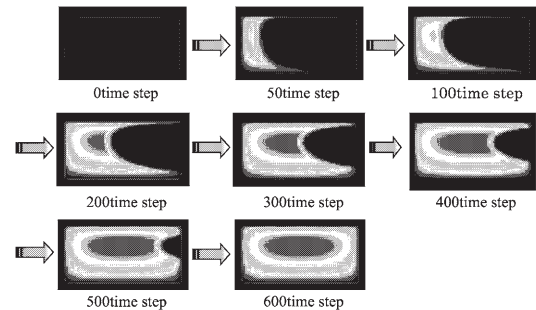 0time step
50time step
100time step
200time step
300time step
400time step
500time step
600time step